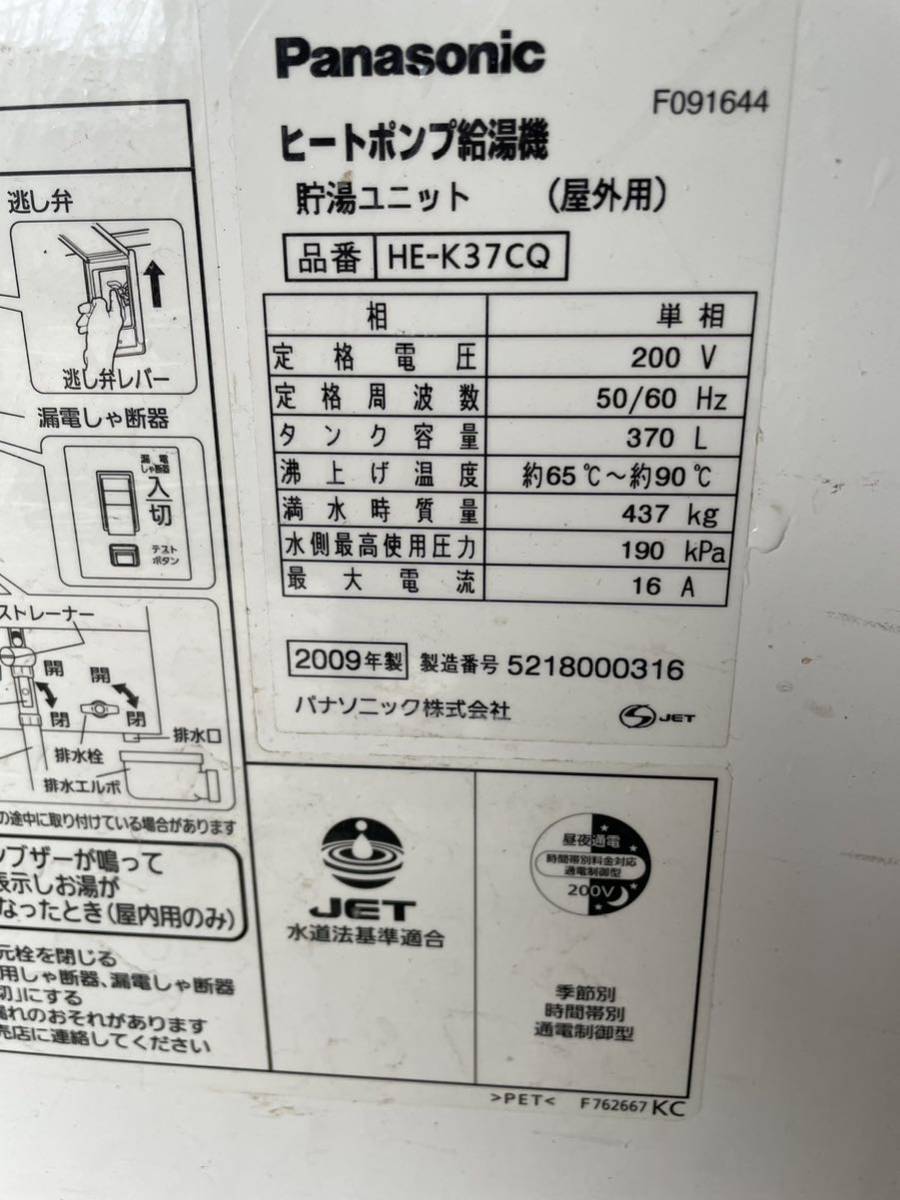 Panasonic
F091644
ヒートポンプ給湯機
貯湯ユニット (屋外用)
品番 HE-K37CQ
相 単相
定格電圧 200 V
定格周波数 50/60 Hz
タンク容量 370 L
沸上げ温度 約65℃~約90℃
満水時質量 437 kg
水側最高使用圧力 190 kPa
最大電流 16 A
2009年製 製造番号 5218000316
パナソニック株式会社
JET
逃し弁
逃し弁レバー
漏電しゃ断器
漏電
しゃ断器
入
切
テスト
ボタン
ストレーナー
開
閉
開
閉
排水口
排水栓
排水エルボ
の途中に取り付けている場合があります
ブザーが鳴って
表示しお湯が
なったとき(屋内用のみ)
元栓を閉じる
用しゃ断器、漏電しゃ断器
切」にする
漏れのおそれがあります
売店に連絡してください
JET
水道法基準適合
昼夜通電
時間帯別料金対応
通電制御型
200V
季節別
時間帯別
通電制御型
>PET< F762667 KC